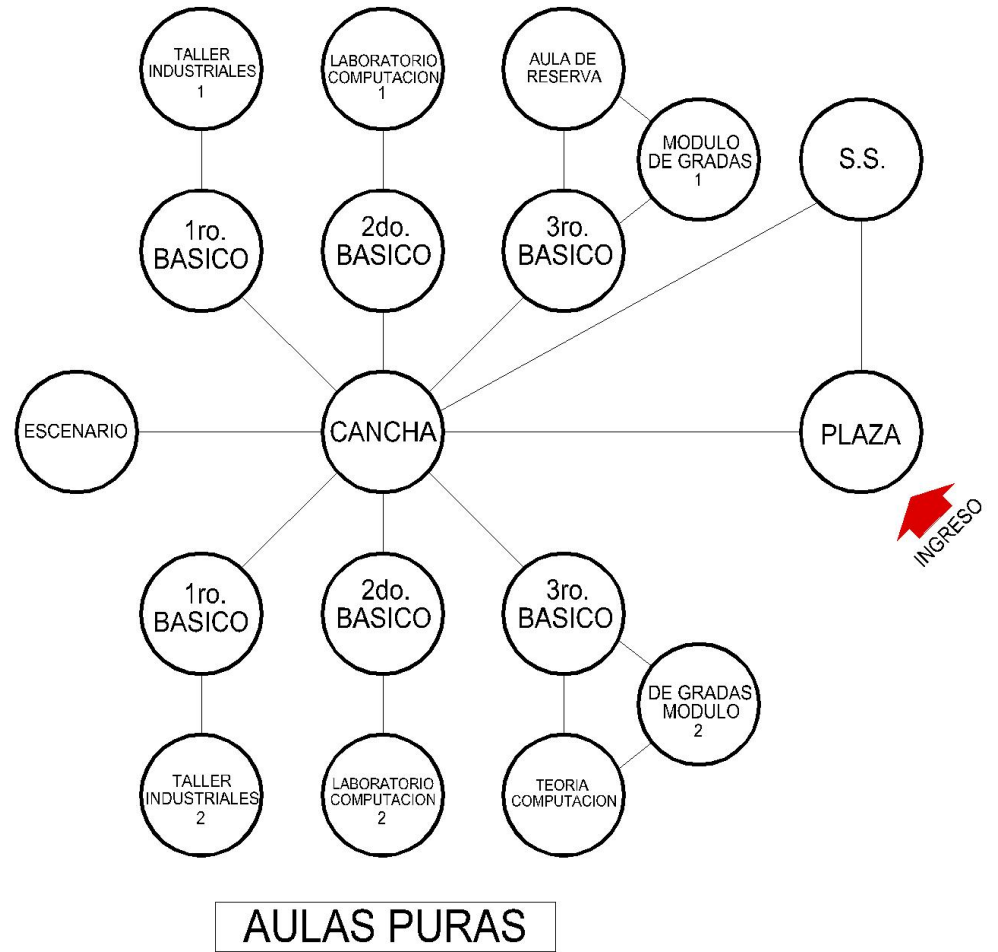 TALLER
INDUSTRIALES
1
LABORATORIO
COMPUTACION
1
AULA DE
RESERVA
MODULO
DE GRADAS
1
S.S.
1ro.
BASICO
2do.
BASICO
3ro.
BASICO
ESCENARIO
CANCHA
PLAZA
INGRESO
1ro.
BASICO
2do.
BASICO
3ro.
BASICO
DE GRADAS
MODULO
2
TALLER
INDUSTRIALES
2
LABORATORIO
COMPUTACION
2
TEORIA
COMPUTACION
AULAS PURAS